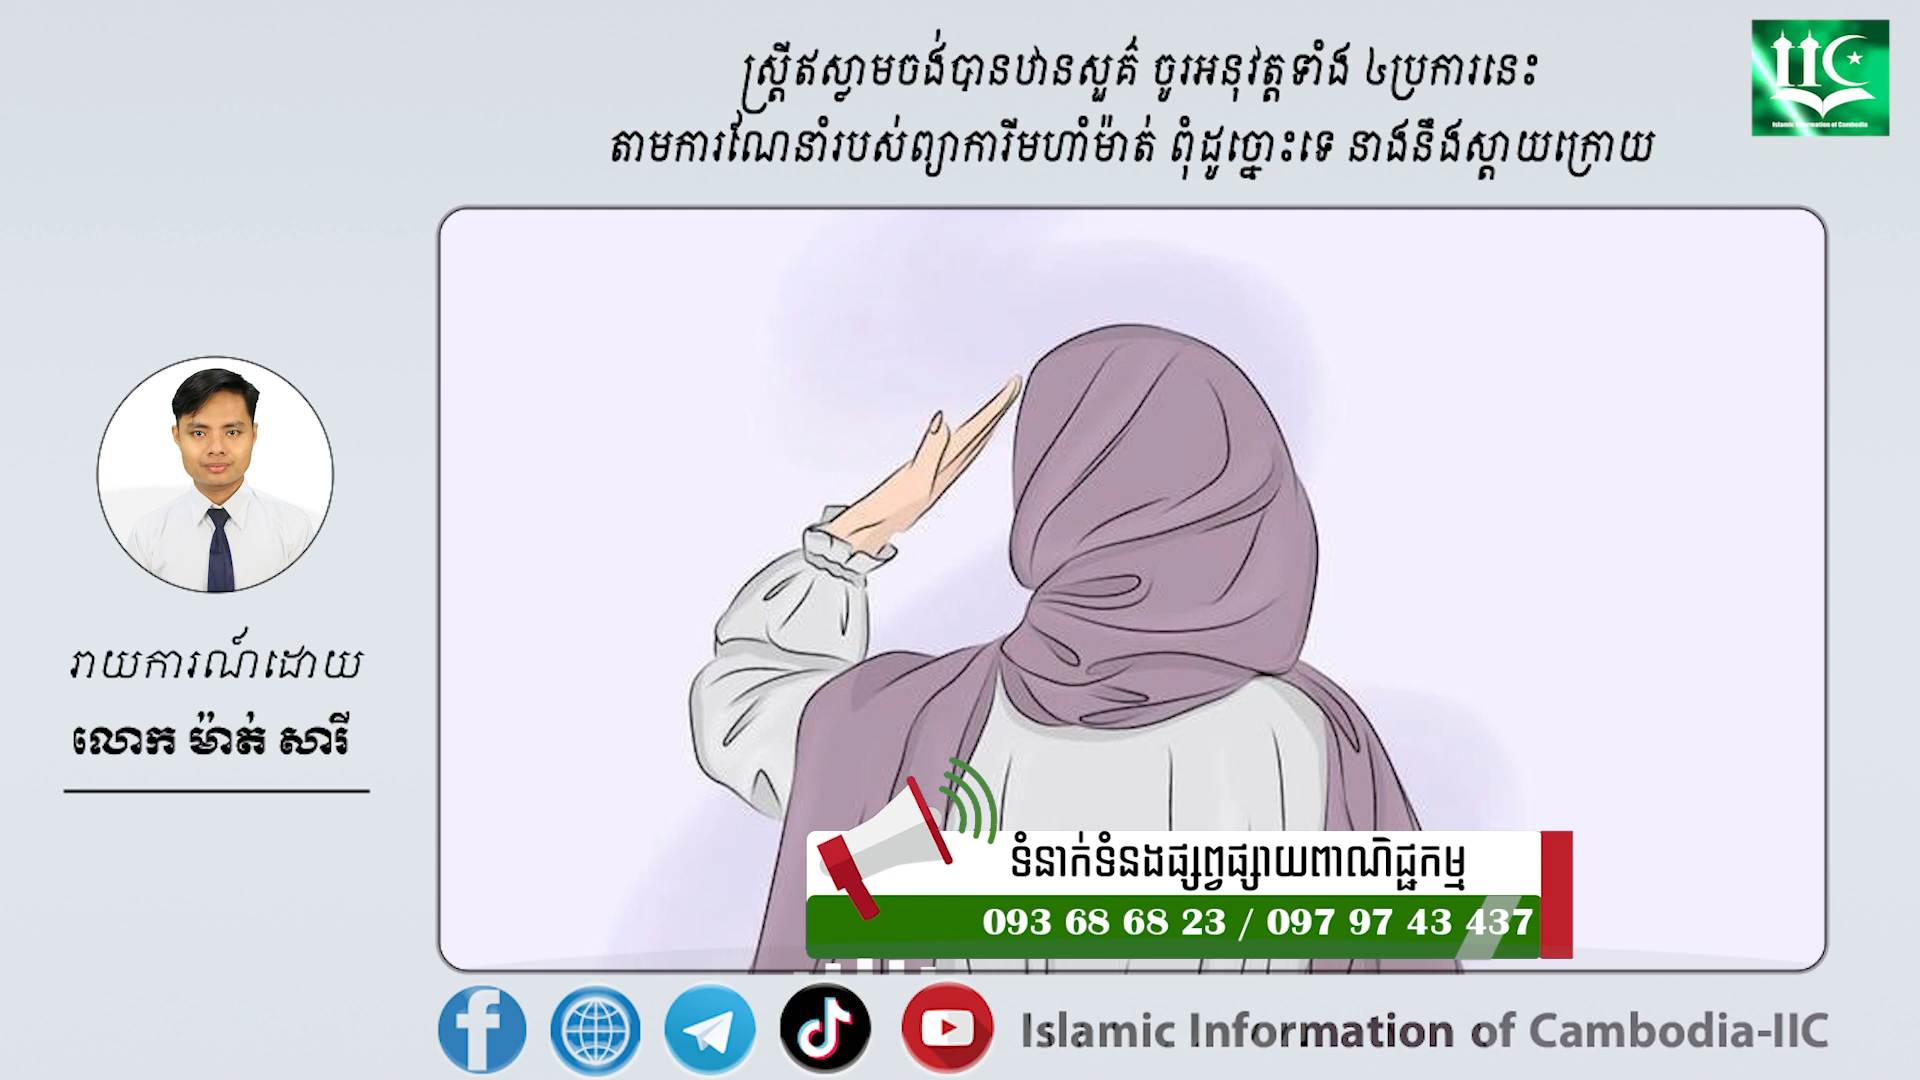 ស្ត្រីឥស្លាមចង់បានឋានសួគ៌ ចូរអនុវត្តទាំង ៤ប្រការនេះ
តាមការណែនាំរបស់ព្យាការីមហាំម៉ាត់ ពុំដូច្នោះទេ នាងនឹងស្តាយក្រោយ
IIC
Islamic Information of Cambodia
រាយការណ៍ដោយ
លោក ម៉ាត់ សារី
ទំនាក់ទំនងផ្សព្វផ្សាយពាណិជ្ជកម្ម
093 68 68 23 / 097 97 43 437
Islamic Information of Cambodia-IIC